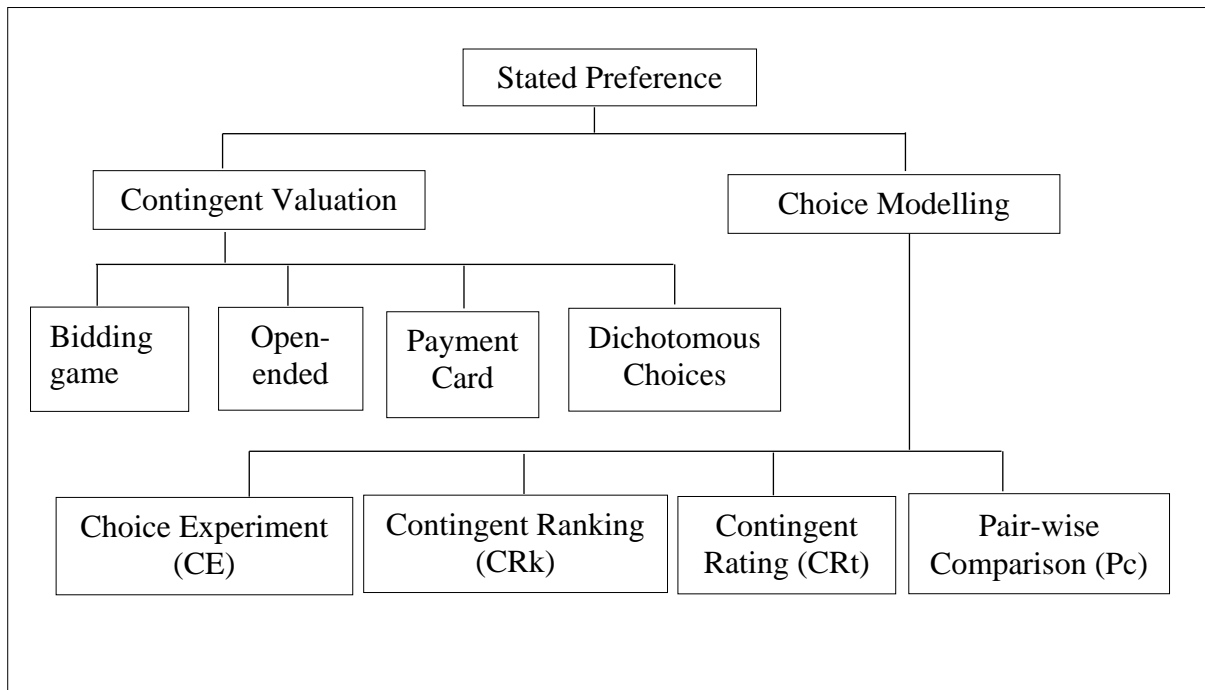 Stated Preference
Contingent Valuation
Choice Modelling
Bidding
game
Open-
ended
Payment
Card
Dichotomous
Choices
Choice Experiment
(CE)
Contingent Ranking
(CRk)
Contingent
Rating (CRt)
Pair-wise
Comparison (Pc)